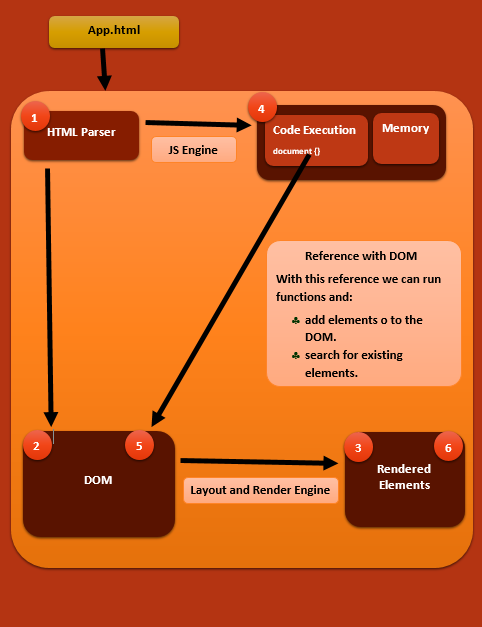 App.html
1
HTML Parser
JS Engine
4
Code Execution
document {}
Memory
Reference with DOM
With this reference we can run
functions and:
add elements o to the
DOM.
search for existing
elements.
2
5
DOM
Layout and Render Engine
3
6
Rendered
Elements